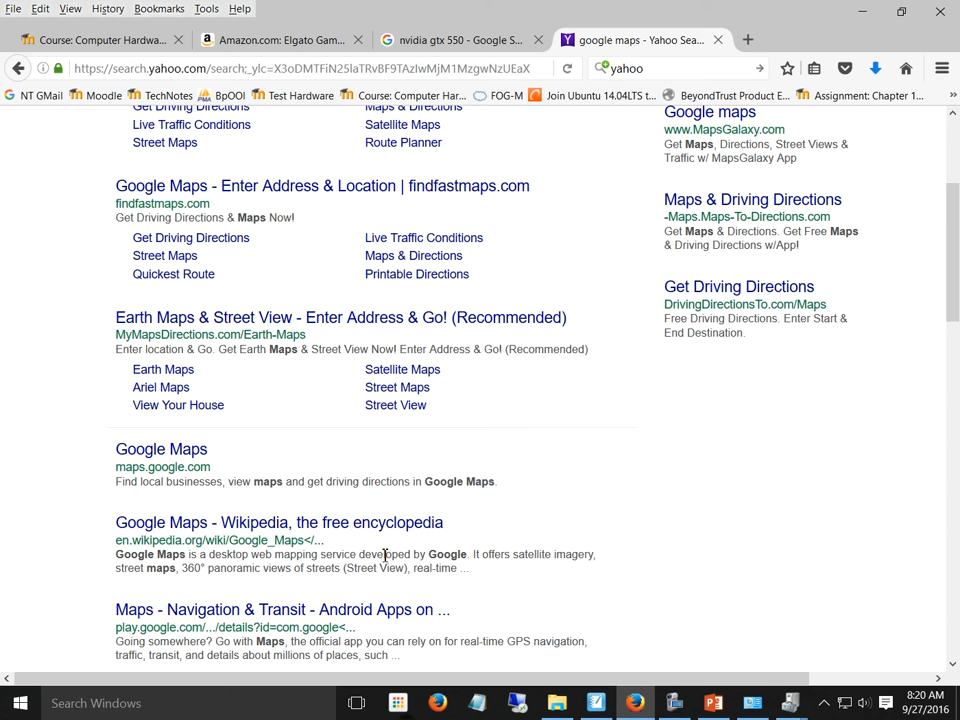 File Edit View History Bookmarks Tools Help
Course: Computer Hardwa...
Amazon.com: Elgato Gam...
nvidia gtx 550 - Google S...
google maps - Yahoo Sea...
https://search.yahoo.com/search;_ylc=X3oDMTFiN25laTRvBF9TAzIwMjM1MzgwNzUEaX
yahoo
NT GMail Moodle TechNotes BpOOl Test Hardware Course: Computer Har... FOG-M Join Ubuntu 14.04LTS t... BeyondTrust Product E... Assignment: Chapter 1... »
Get Driving Directions Maps & Directions
Live Traffic Conditions Satellite Maps
Street Maps Route Planner
Google Maps - Enter Address & Location | findfastmaps.com
findfastmaps.com
Get Driving Directions & Maps Now!
Get Driving Directions Live Traffic Conditions
Street Maps Maps & Directions
Quickest Route Printable Directions
Earth Maps & Street View - Enter Address & Go! (Recommended)
MyMapsDirections.com/Earth-Maps
Enter location & Go. Get Earth Maps & Street View Now! Enter Address & Go! (Recommended)
Earth Maps Satellite Maps
Ariel Maps Street Maps
View Your House Street View
Google Maps
maps.google.com
Find local businesses, view maps and get driving directions in Google Maps.
Google Maps - Wikipedia, the free encyclopedia
en.wikipedia.org/wiki/Google_Maps</...
Google Maps is a desktop web mapping service developed by Google. It offers satellite imagery,
street maps, 360° panoramic views of streets (Street View), real-time ...
Maps - Navigation & Transit - Android Apps on ...
play.google.com/.../details?id=com.google<...
Going somewhere? Go with Maps, the official app you can rely on for real-time GPS navigation,
traffic, transit, and details about millions of places, such ...
Google maps
www.MapsGalaxy.com
Get Maps, Directions, Street Views &
Traffic w/ MapsGalaxy App
Maps & Driving Directions
-Maps.Maps-To-Directions.com
Get Maps & Directions. Get Free Maps
& Driving Directions w/App!
Get Driving Directions
DrivingDirectionsTo.com/Maps
Free Driving Directions. Enter Start &
End Destination.
Search Windows
8:20 AM
9/27/2016